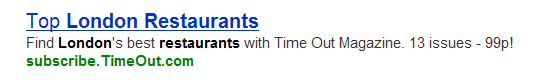 Top London Restaurants
Find London's best restaurants with Time Out Magazine. 13 issues - 99p!
subscribe.TimeOut.com